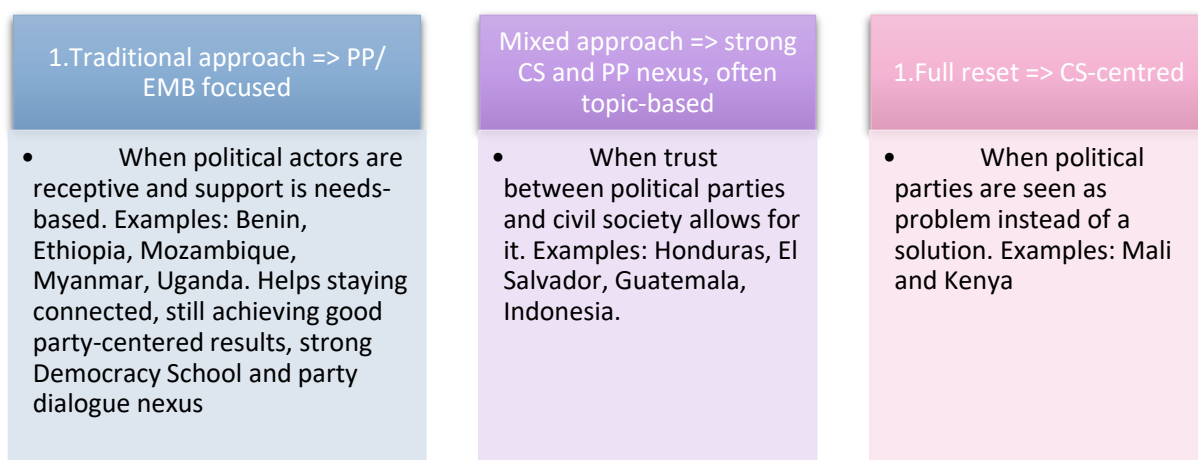 1.Traditional approach => PP/
EMB focused
• When political actors are
receptive and support is needs-
based. Examples: Benin,
Ethiopia, Mozambique,
Myanmar, Uganda. Helps staying
connected, still achieving good
party-centered results, strong
Democracy School and party
dialogue nexus
Mixed approach => strong
CS and PP nexus, often
topic-based
• When trust
between political parties
and civil society allows for
it. Examples: Honduras, El
Salvador, Guatemala,
Indonesia.
1.Full reset => CS-centred
• When political
parties are seen as
problem instead of a
solution. Examples: Mali
and Kenya